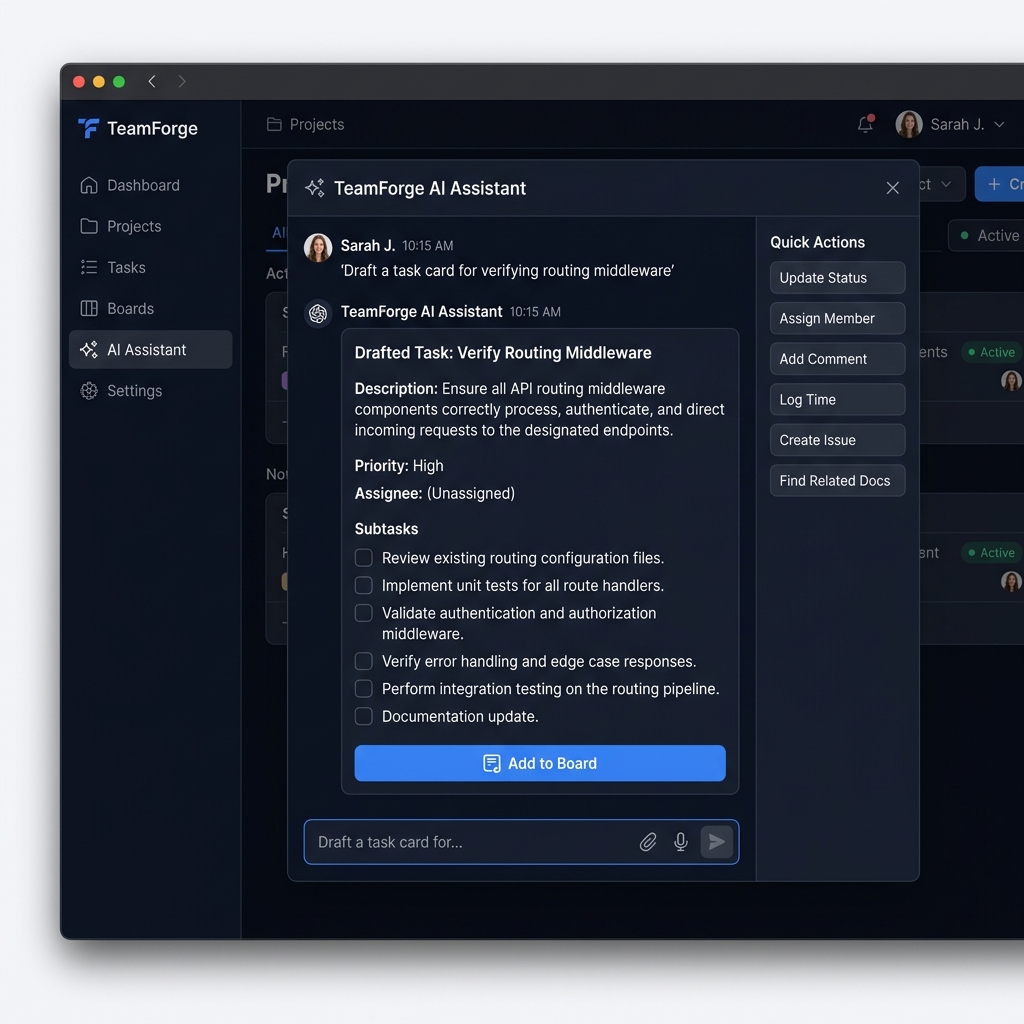 TeamForge
Dashboard
Projects
Tasks
Boards
AI Assistant
Settings
Projects
Sarah J.
TeamForge AI Assistant
Sarah J. 10:15 AM
'Draft a task card for verifying routing middleware'
TeamForge AI Assistant 10:15 AM
Drafted Task: Verify Routing Middleware
Description: Ensure all API routing middleware
components correctly process, authenticate, and direct
incoming requests to the designated endpoints.
Priority: High
Assignee: (Unassigned)
Subtasks
Review existing routing configuration files.
Implement unit tests for all route handlers.
Validate authentication and authorization
middleware.
Verify error handling and edge case responses.
Perform integration testing on the routing pipeline.
Documentation update.
Add to Board
Draft a task card for...
Quick Actions
Update Status
Assign Member
Add Comment
Log Time
Create Issue
Find Related Docs
Active
Active
Active